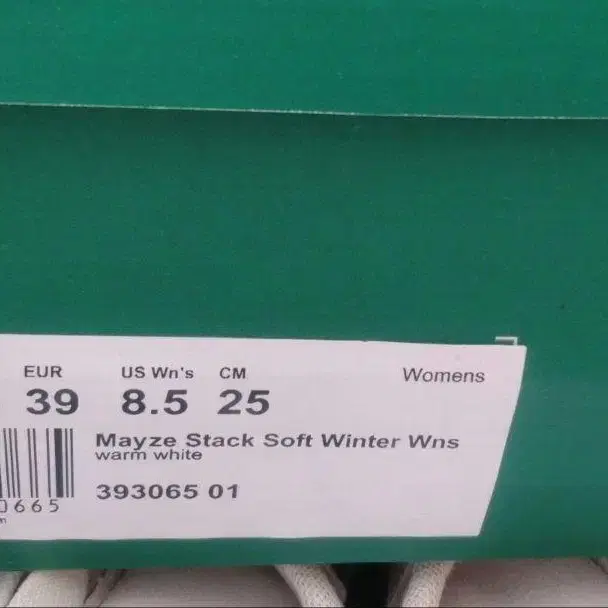 EUR US Wn's CM Womens
39 8.5 25
Mayze Stack Soft Winter Wns
warm white
0665
393065 01